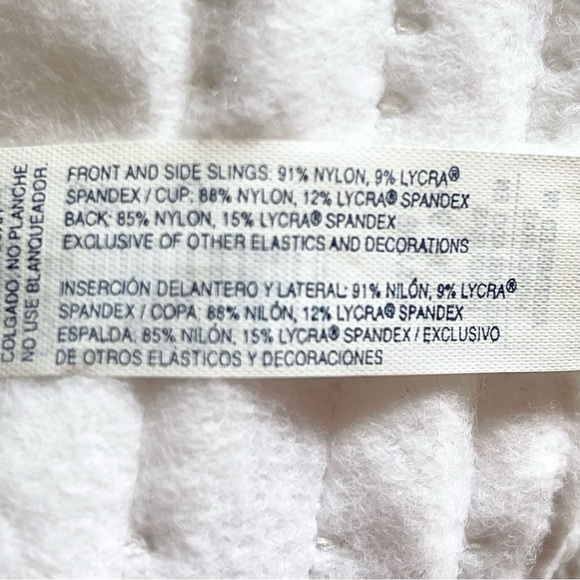 FRONT AND SIDE SLINGS: 91% NYLON, 9% LYCRA®
SPANDEX / CUP: 88% NYLON, 12% LYCRA® SPANDEX
BACK: 85% NYLON, 15% LYCRA® SPANDEX
EXCLUSIVE OF OTHER ELASTICS AND DECORATIONS
INSERCIÓN DELANTERO Y LATERAL: 91% NILÓN, 9% LYCRA®
SPANDEX / COPA: 88% NILÓN, 12% LYCRA® SPANDEX
ESPALDA: 85% NILÓN, 15% LYCRA® SPANDEX / EXCLUSIVO
DE OTROS ELÁSTICOS Y DECORACIONES
COLGADO. NO PLANCHE
NO USE BLANQUEADOR.